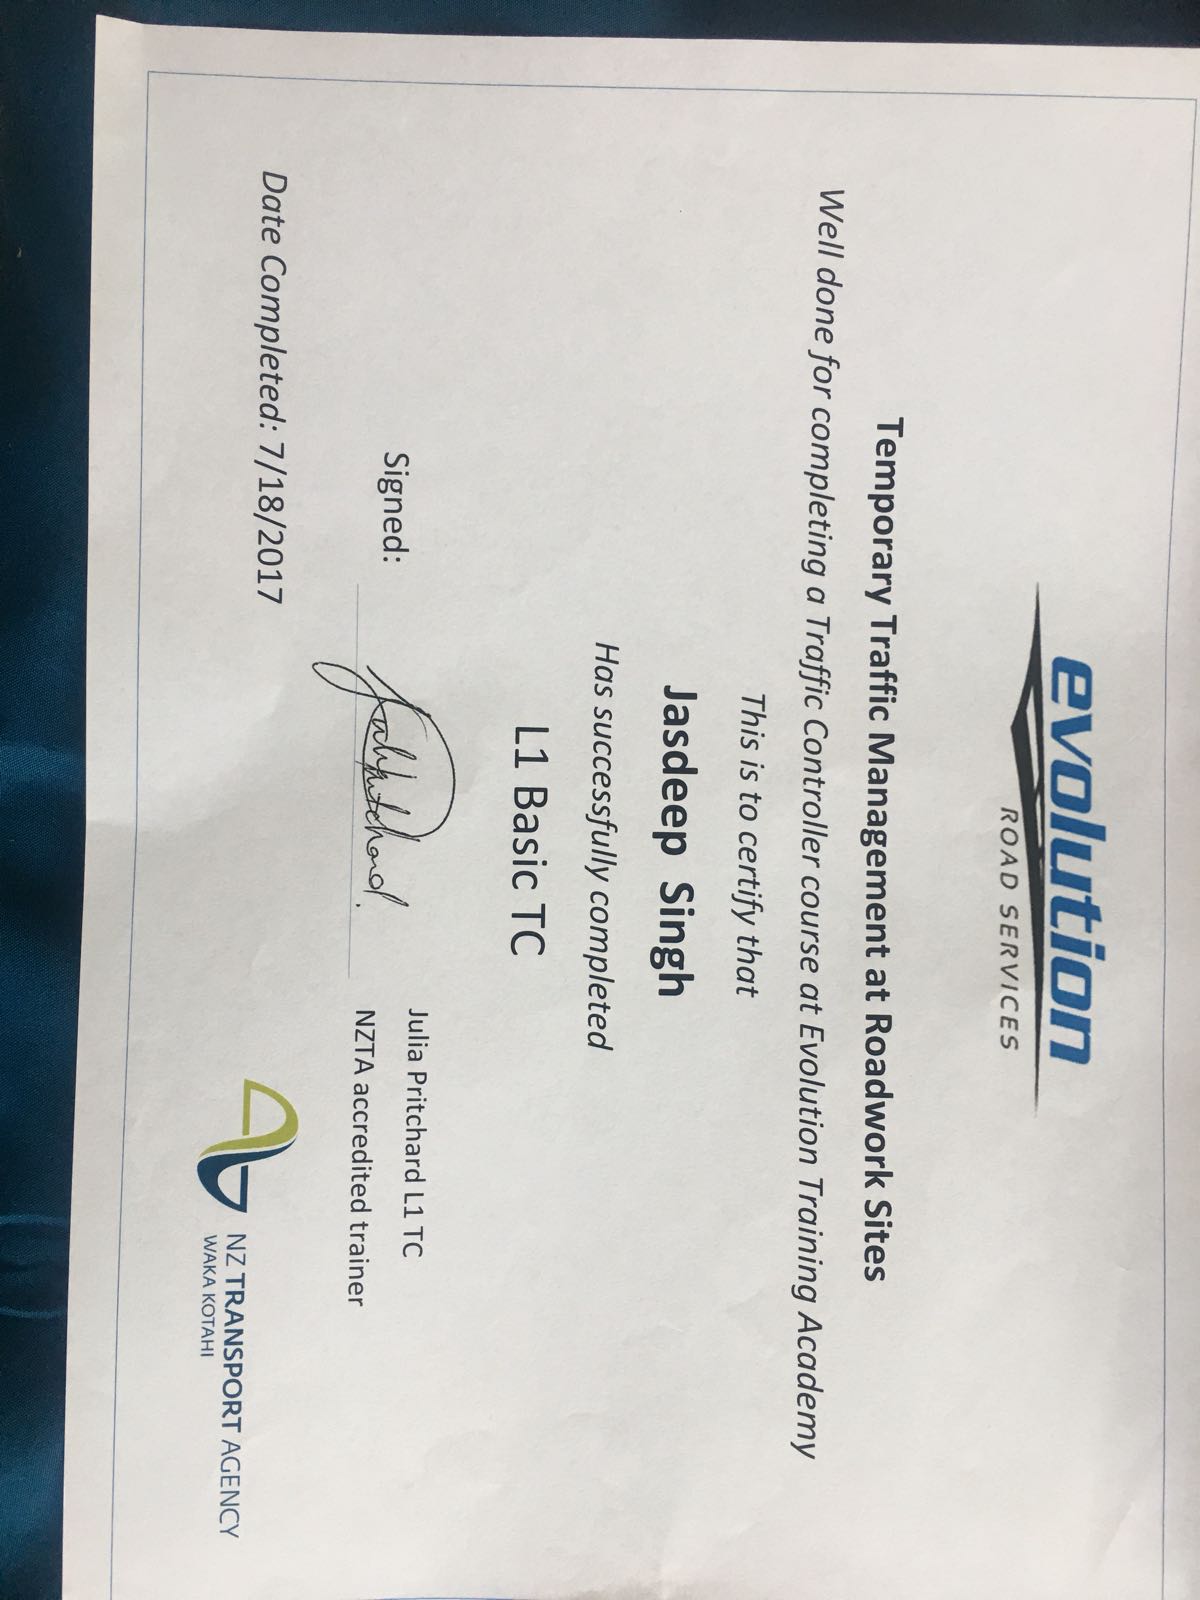 evolution
ROAD SERVICES
Temporary Traffic Management at Roadwork Sites
Well done for completing a Traffic Controller course at Evolution Training Academy
This is to certify that
Jasdeep Singh
Has successfully completed
L1 Basic TC
Julia Pritchard L1 TC
Signed: JuliaPritchard.
NZTA accredited trainer
Date Completed: 7/18/2017
NZ TRANSPORT AGENCY
WAKA KOTAHI